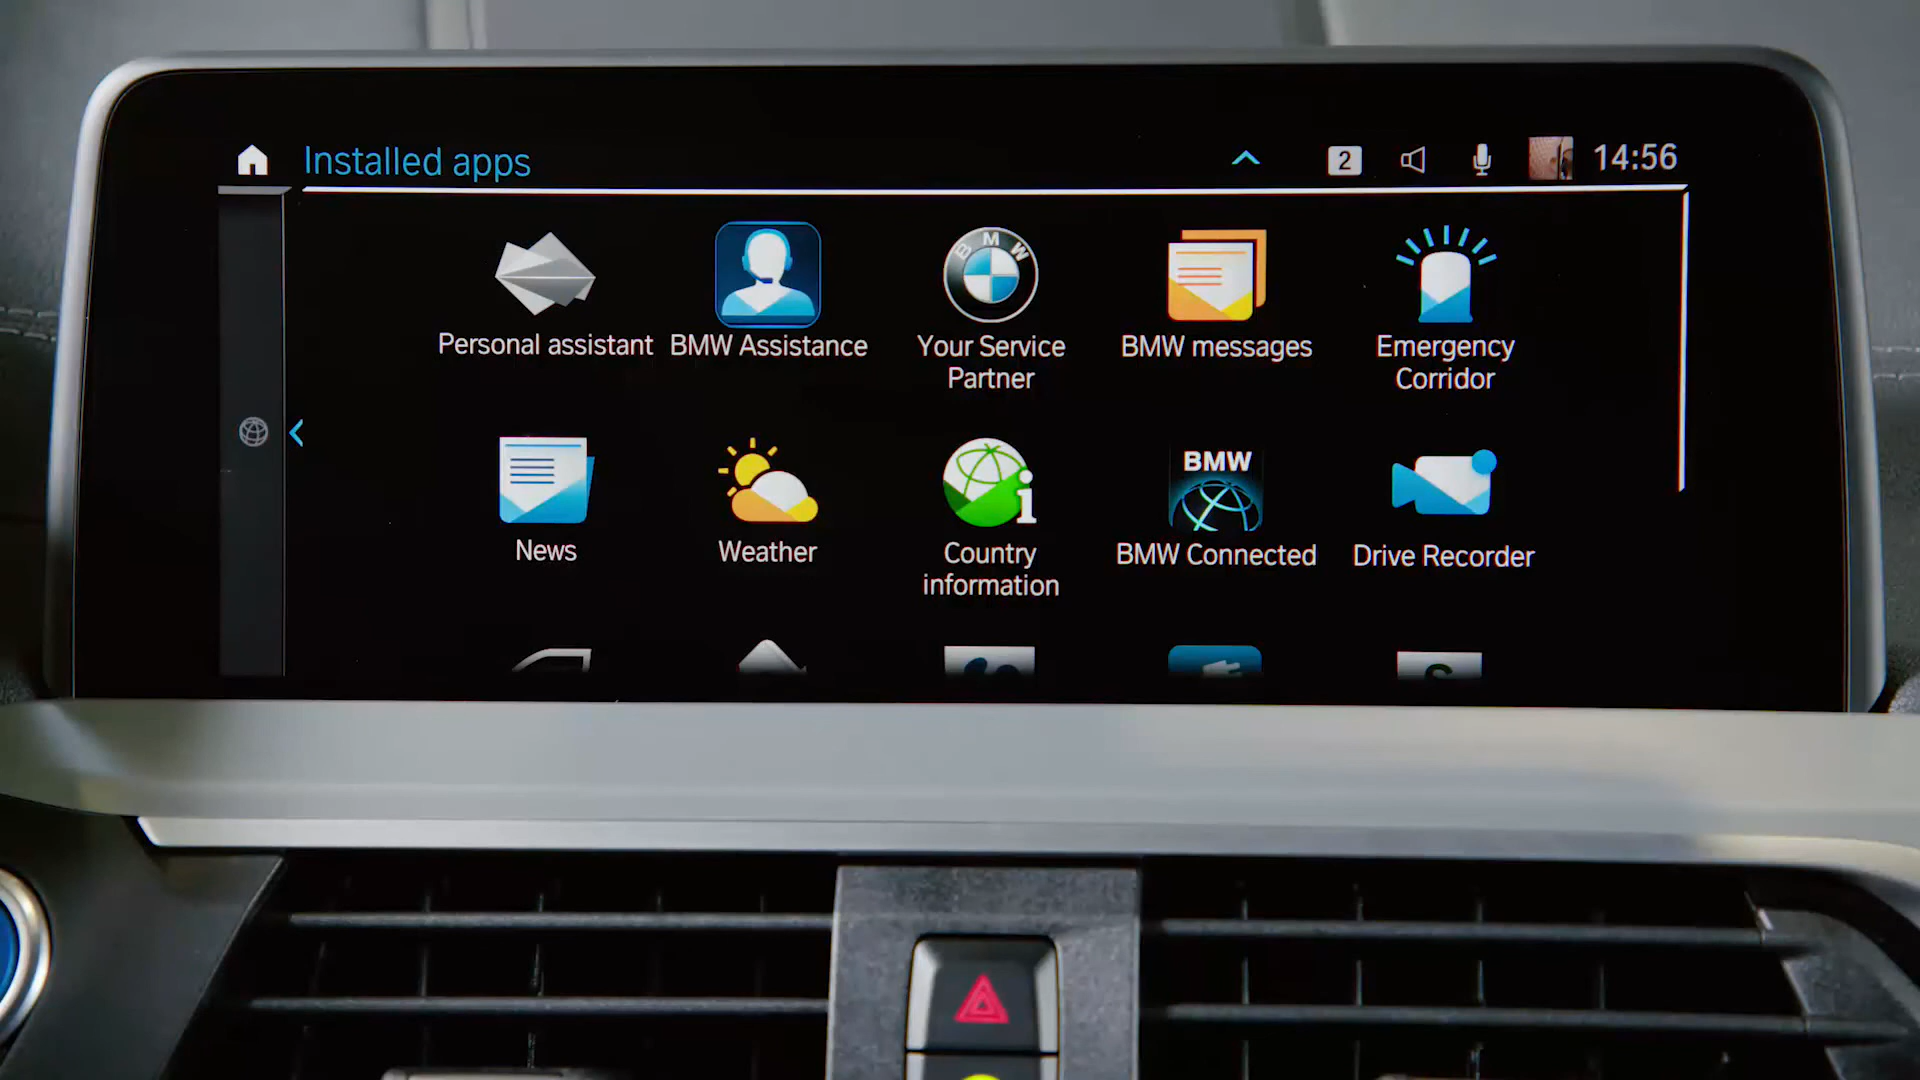 Installed apps
2
14:56
Personal assistant
BMW Assistance
BMW
Your Service
Partner
BMW messages
Emergency
Corridor
News
Weather
i
Country
information
BMW
BMW Connected
Drive Recorder